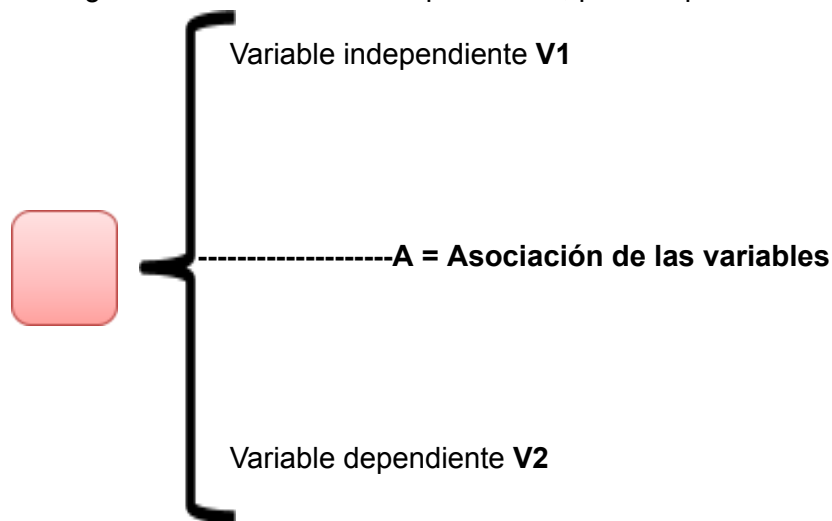 Variable independiente V1
--------------------A = Asociación de las variables
Variable dependiente V2